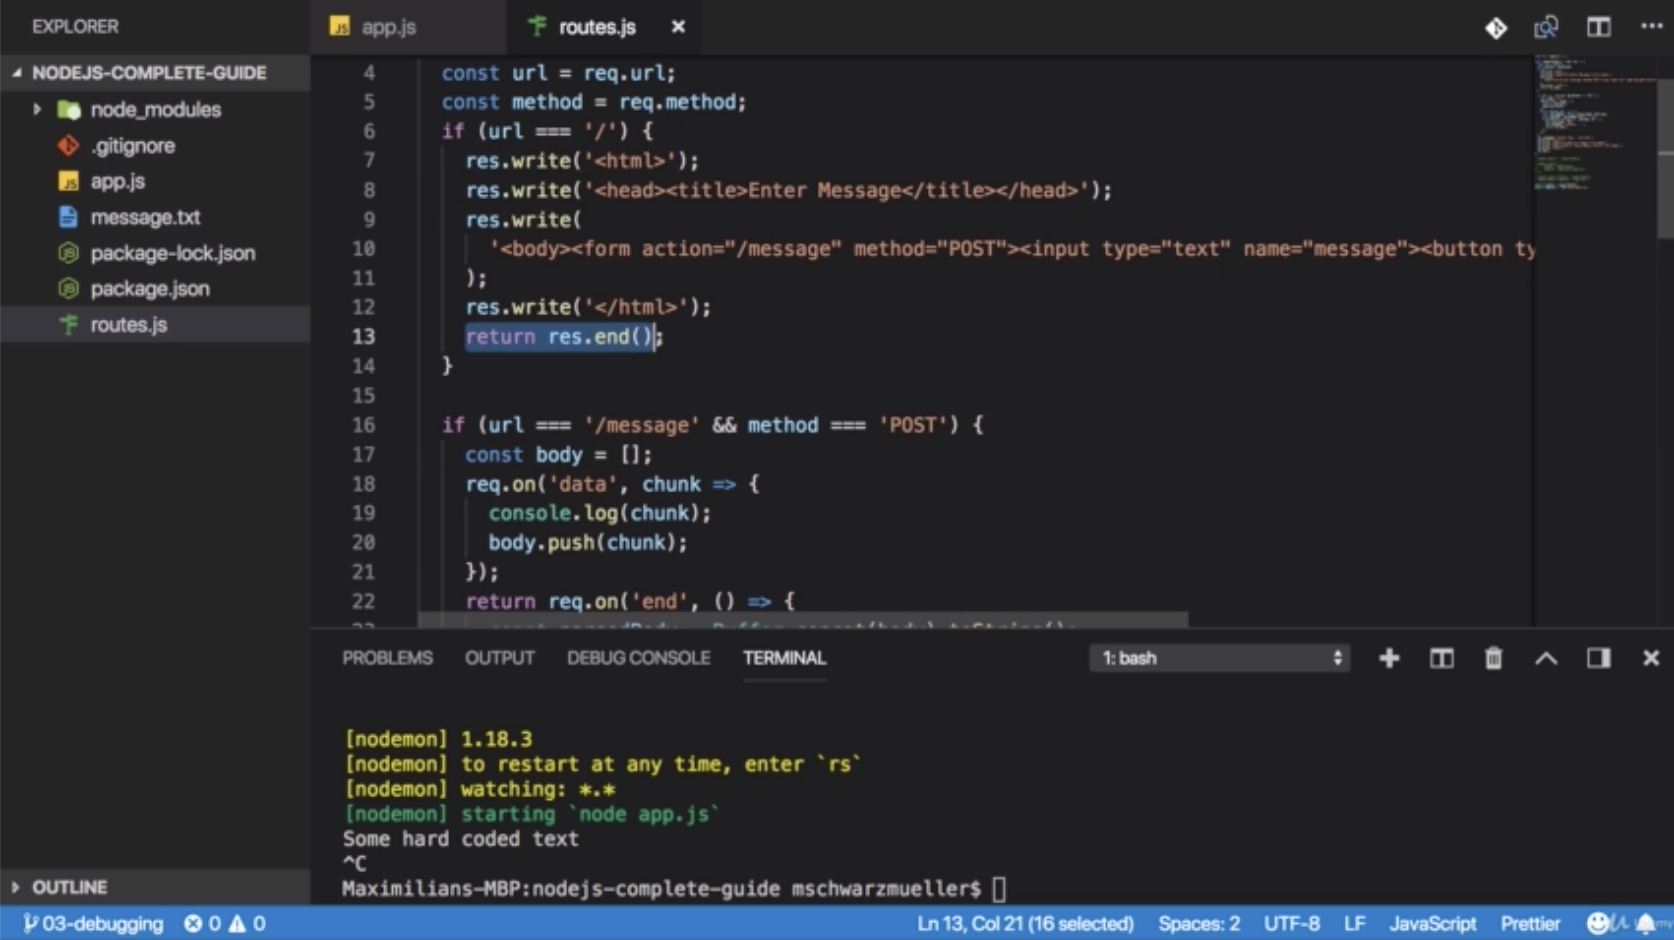 EXPLORER
app.js
routes.js
NODEJS-COMPLETE-GUIDE
node_modules
.gitignore
app.js
message.txt
package-lock.json
package.json
routes.js
OUTLINE
4 const url = req.url;
5 const method = req.method;
6 if (url === '/') {
7 res.write('<html>');
8 res.write('<head><title>Enter Message</title></head>');
9 res.write(
10 '<body><form action="/message" method="POST"><input type="text" name="message"><button ty
11 );
12 res.write('</html>');
13 return res.end();
14 }
15
16 if (url === '/message' && method === 'POST') {
17 const body = [];
18 req.on('data', chunk => {
19 console.log(chunk);
20 body.push(chunk);
21 });
22 return req.on('end', () => {
PROBLEMS OUTPUT DEBUG CONSOLE TERMINAL 1: bash
[nodemon] 1.18.3
[nodemon] to restart at any time, enter `rs`
[nodemon] watching: *.*
[nodemon] starting `node app.js`
Some hard coded text
^C
Maximilians-MBP:nodejs-complete-guide mschwarzmueller$
03-debugging 0 0 Ln 13, Col 21 (16 selected) Spaces: 2 UTF-8 LF JavaScript Prettier